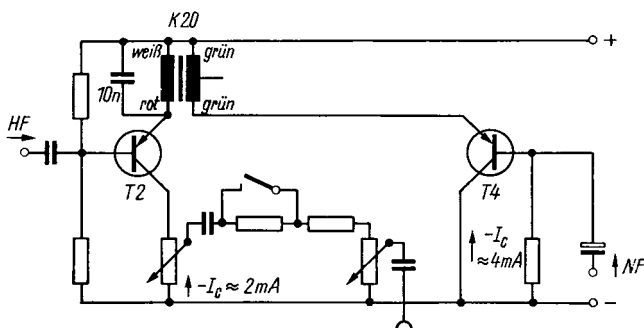 K20
+
weiß
grün
10n
rot
grün
HF
T2
T4
-I_C
≈4mA
NF
-I_C≈2mA
-